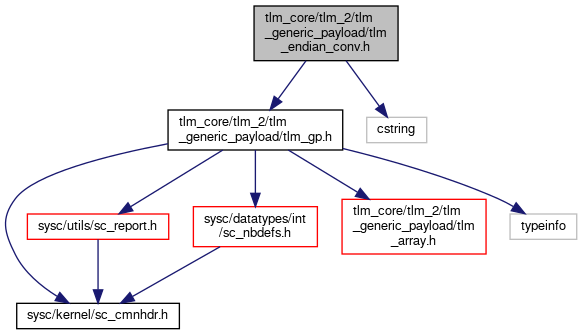 tlm_core/tlm_2/tlm
_generic_payload/tlm
_endian_conv.h
tlm_core/tlm_2/tlm
_generic_payload/tlm_gp.h
cstring
sysc/utils/sc_report.h
sysc/datatypes/int
/sc_nbdefs.h
tlm_core/tlm_2/tlm
_generic_payload/tlm
_array.h
typeinfo
sysc/kernel/sc_cmnhdr.h